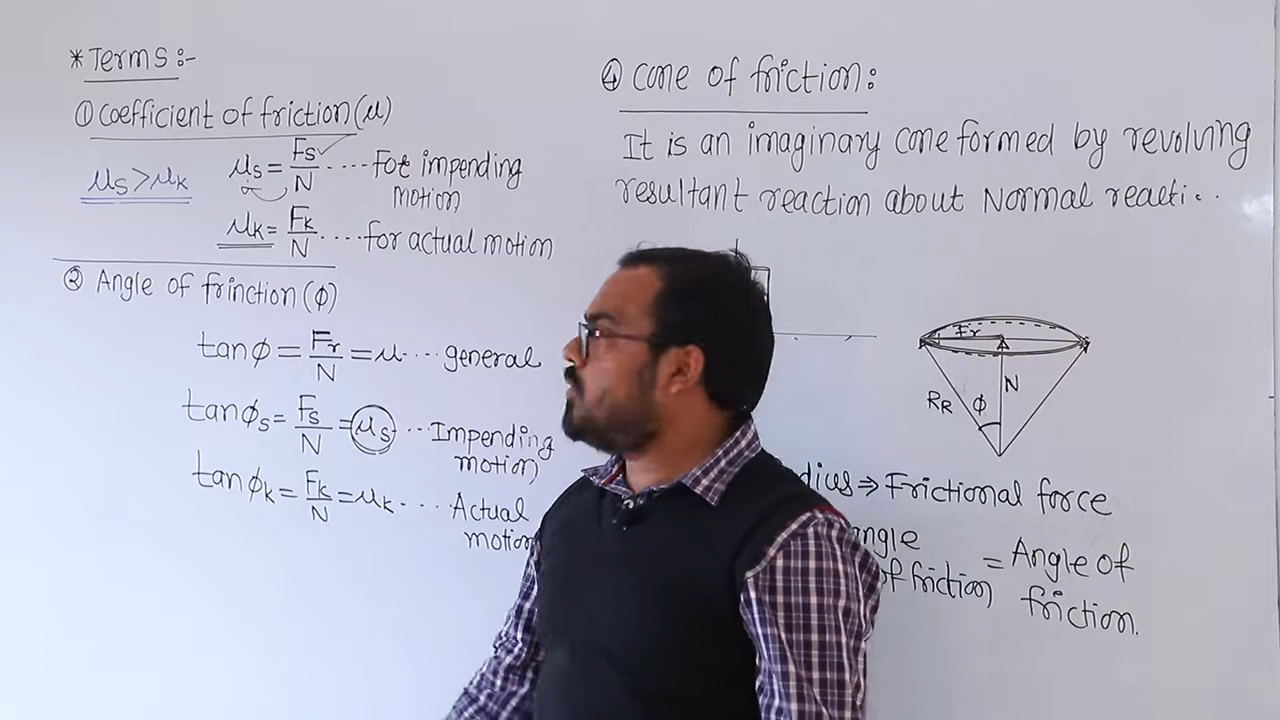 * Terms :-
① Coefficient of friction (μ)
μs > μk
μs = Fs/N .... For impending
motion
μk = Fk/N .... for actual motion
② Angle of frinction (ϕ)
tanϕ = Fr/N = μ .... general
tanϕs = Fs/N = μs .. Impending
motion
tanϕk = Fk/N = μk .... Actual
motion
④ Cone of friction:
It is an imaginary cone formed by revolving
resultant reaction about Normal
Fr
N
RR
ϕ
⇒ Frictional force
of friction = Angle of
friction.